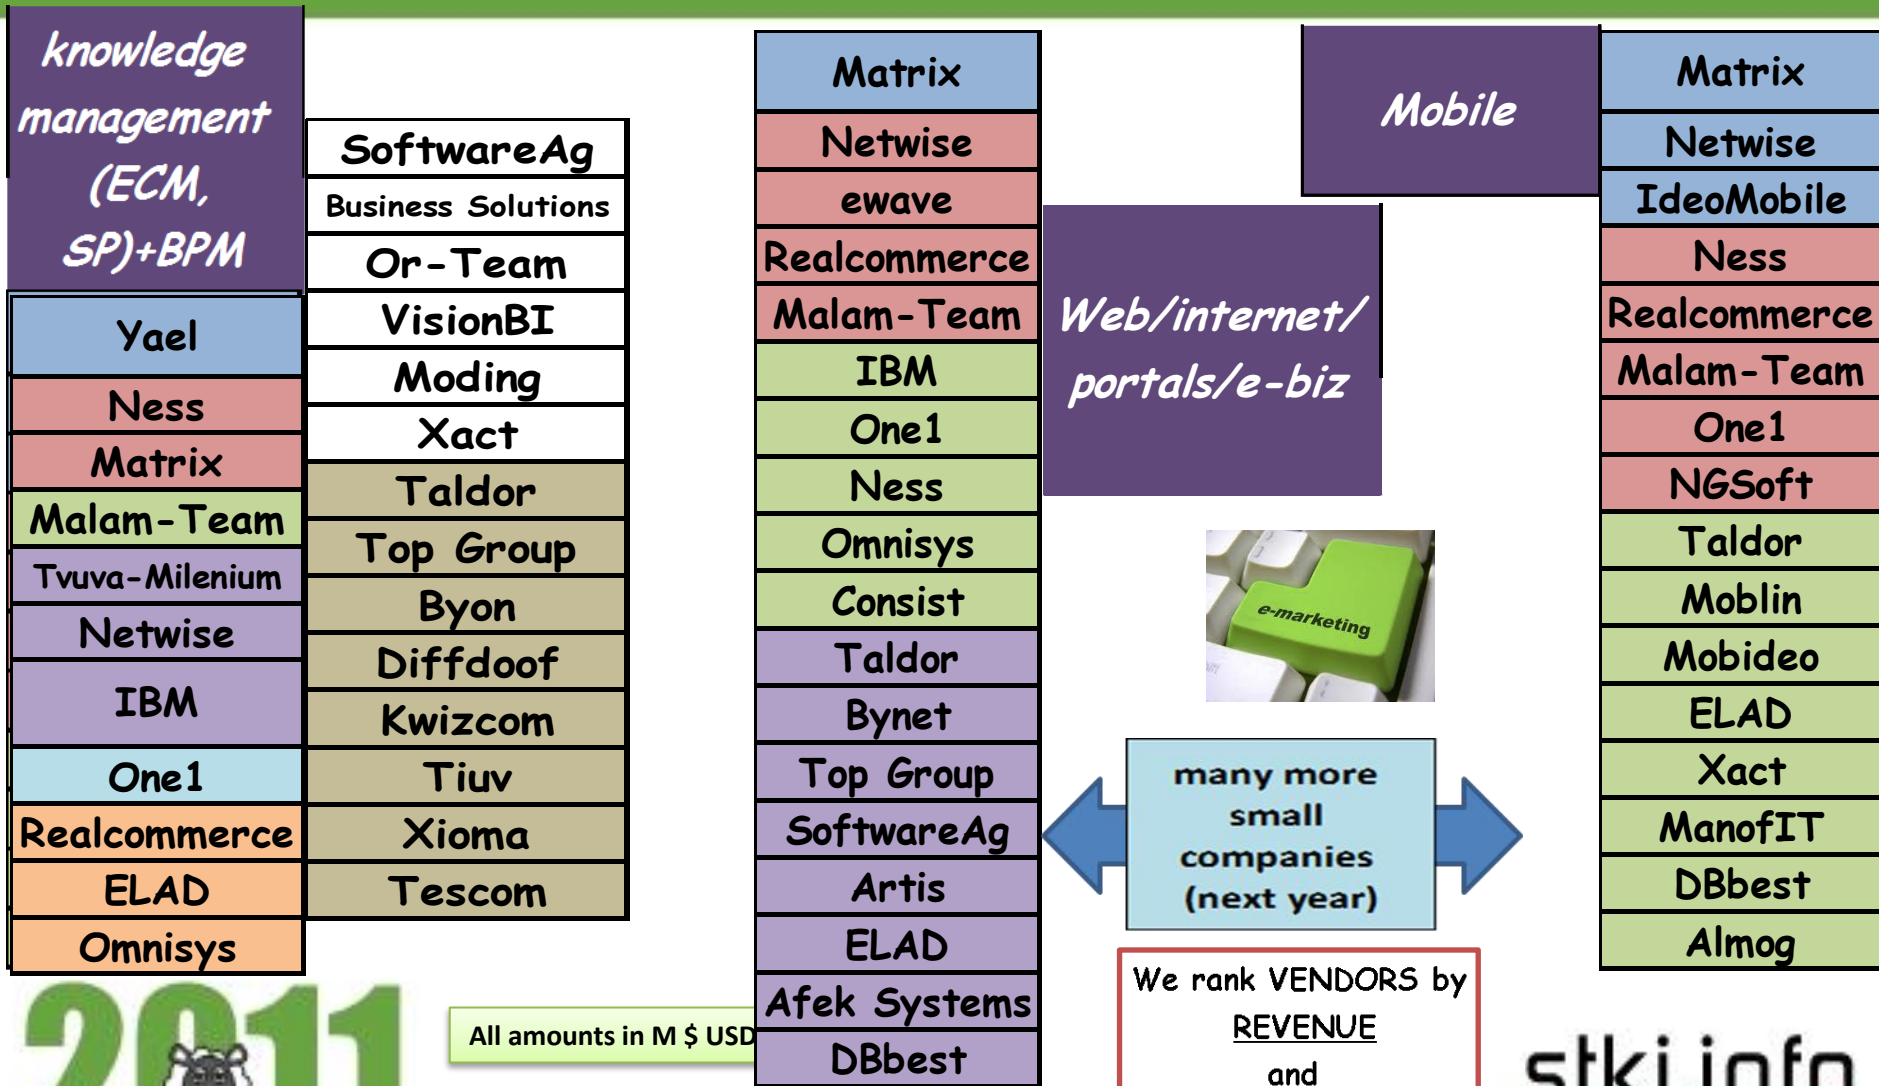 knowledge
management
(ECM,
SP)+BPM
Yael
Ness
Matrix
Malam-Team
Tvuva-Milenium
Netwise
IBM
One1
Realcommerce
ELAD
Omnisys
SoftwareAg
Business Solutions
Or-Team
VisionBI
Moding
Xact
Taldor
Top Group
Byon
Diffdoof
Kwizcom
Tiuv
Xioma
Tescom
Matrix
Netwise
ewave
Realcommerce
Malam-Team
IBM
One1
Ness
Omnisys
Consist
Taldor
Bynet
Top Group
SoftwareAg
Artis
ELAD
Afek Systems
DBbest
Web/internet/
portals/e-biz
e-marketing
many more
small
companies
(next year)
We rank VENDORS by
REVENUE
and
Mobile
Matrix
Netwise
IdeoMobile
Ness
Realcommerce
Malam-Team
One1
NGSoft
Taldor
Moblin
Mobideo
ELAD
Xact
ManofIT
DBbest
Almog
2011
All amounts in M $ USD
stki.info